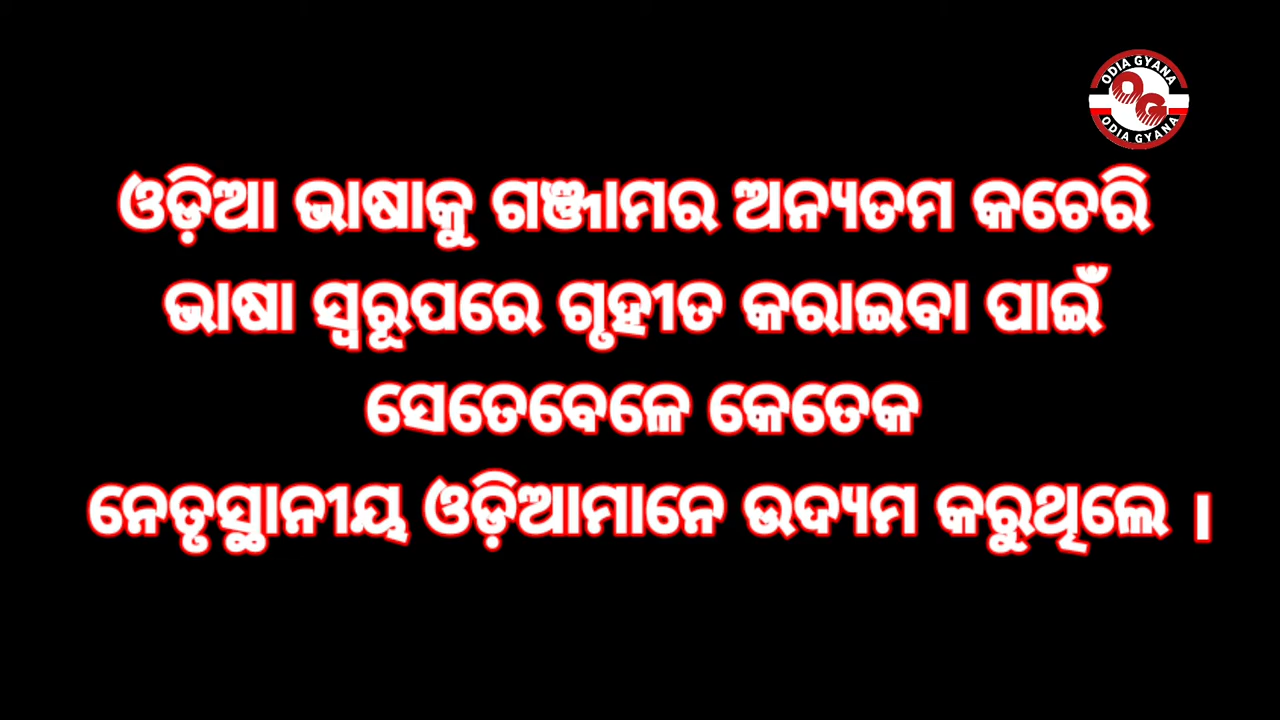 ODIA GYANA
OG
ODIA GYANA
ଓଡ଼ିଆ ଭାଷାକୁ ଗଞ୍ଜାମର ଅନ୍ୟତମ କଚେରି
ଭାଷା ସ୍ୱରୂପରେ ଗୃହୀତ କରାଇବା ପାଇଁ
ସେତେବେଳେ କେତେକ
ନେତୃସ୍ଥାନୀୟ ଓଡ଼ିଆମାନେ ଉଦ୍ୟମ କରୁଥିଲେ ।